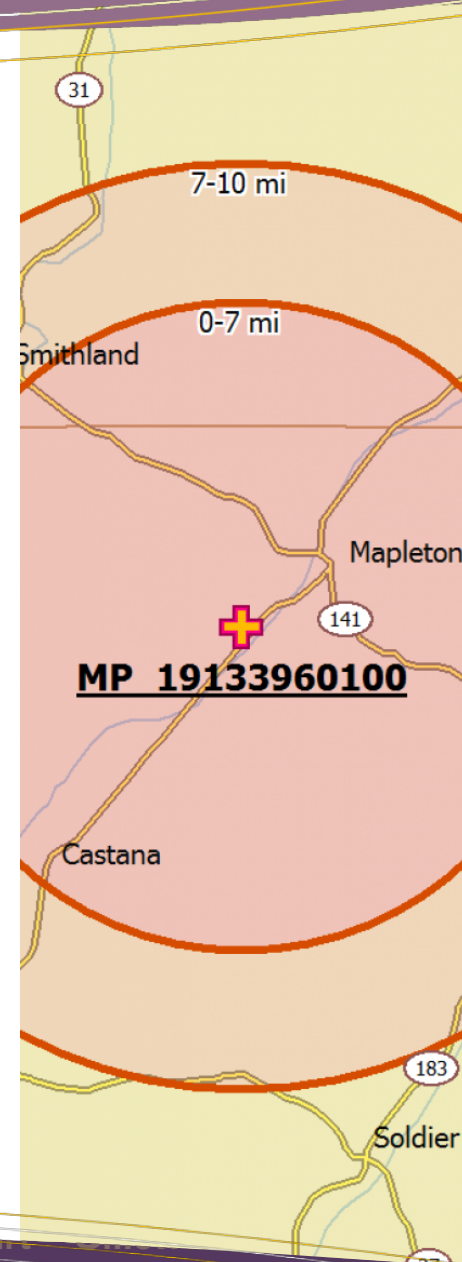 31
7-10 mi
0-7 mi
Smithland
Mapleton
141
MP 19133960100
Castana
183
Soldier